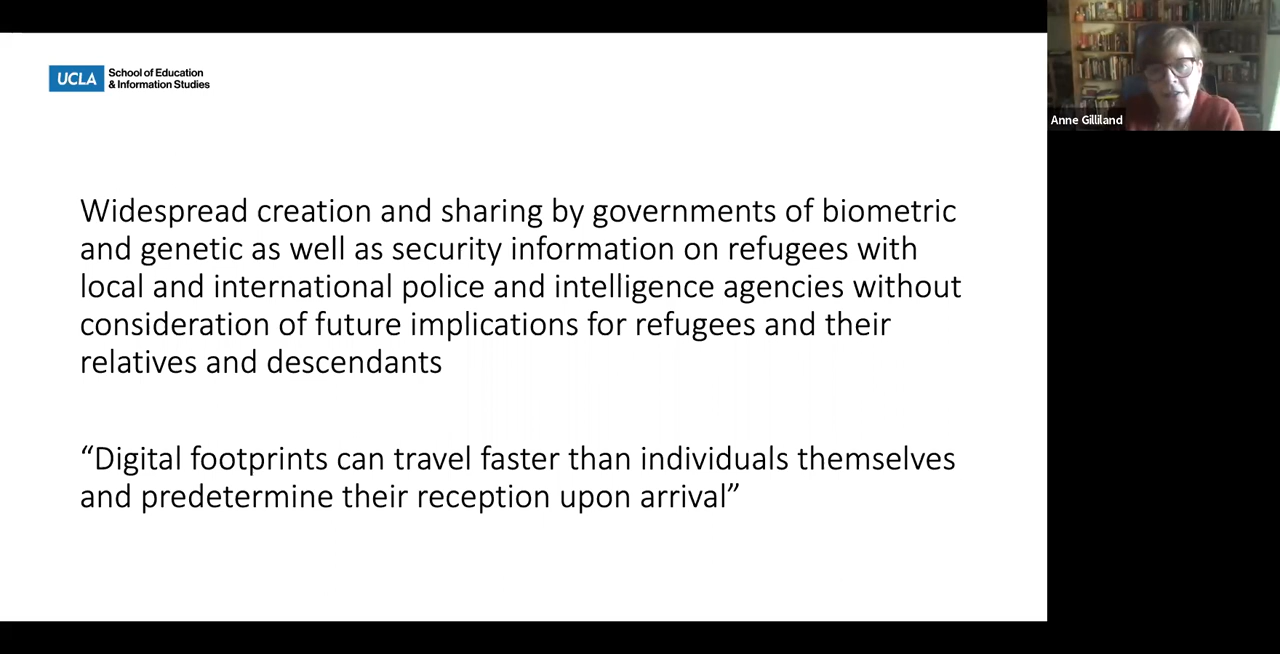 UCLA School of Education
& Information Studies
Anne Gilliland
Widespread creation and sharing by governments of biometric
and genetic as well as security information on refugees with
local and international police and intelligence agencies without
consideration of future implications for refugees and their
relatives and descendants
“Digital footprints can travel faster than individuals themselves
and predetermine their reception upon arrival”